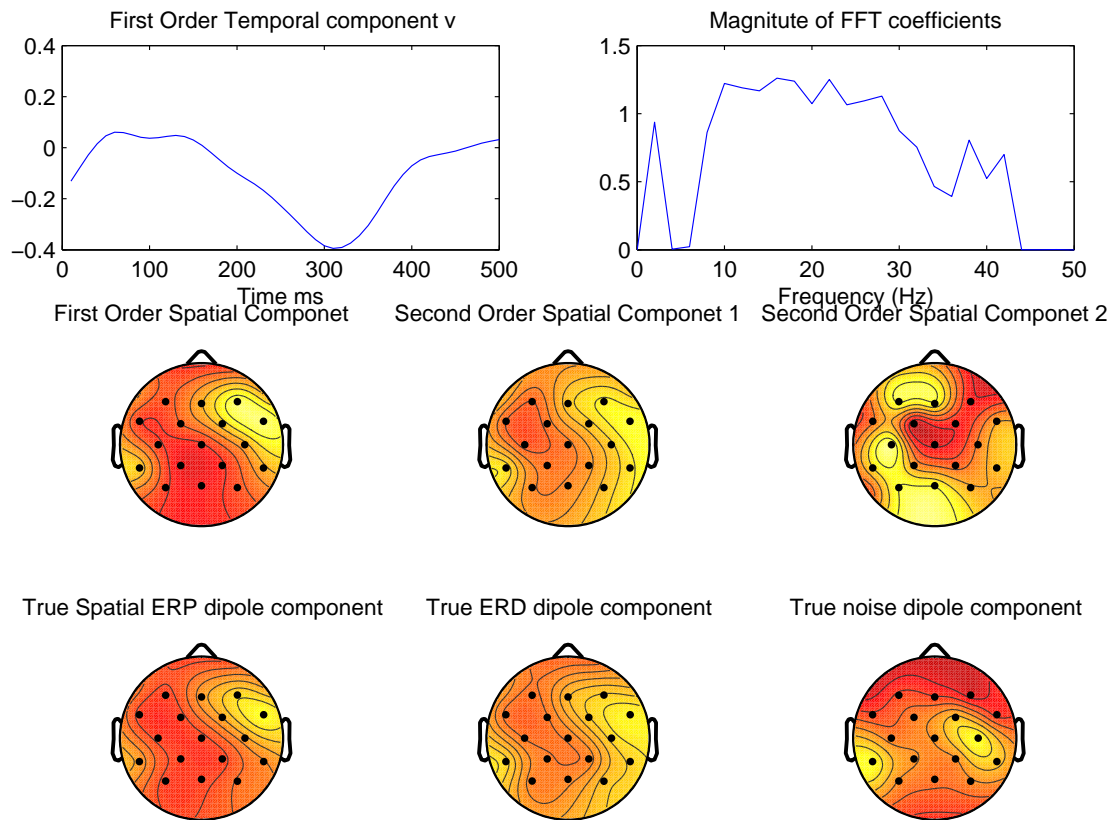 First Order Temporal component v
0.4
0.2
0
−0.2
−0.4
0
100
200
300
400
500
Time ms
Magnitute of FFT coefficients
1.5
1
0.5
0
0
10
20
30
40
50
Frequency (Hz)
First Order Spatial Componet
Second Order Spatial Componet 1
Second Order Spatial Componet 2
True Spatial ERP dipole component
True ERD dipole component
True noise dipole component